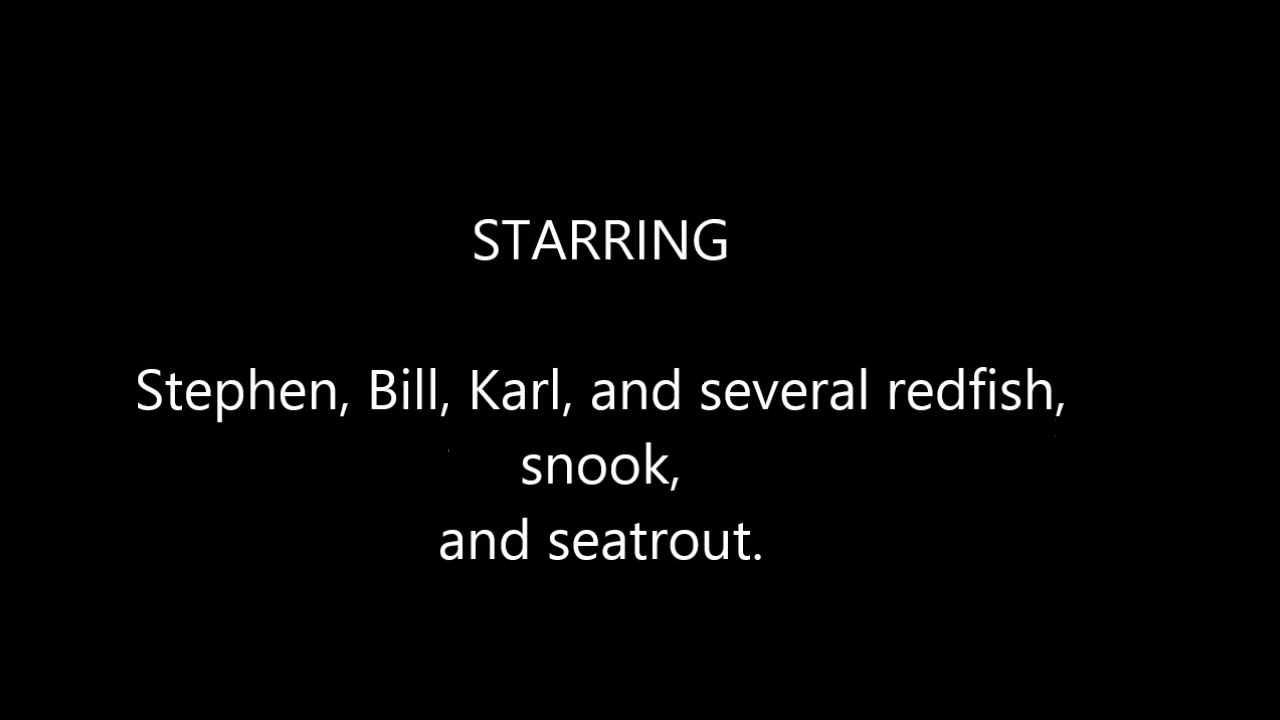 STARRING
Stephen, Bill, Karl, and several redfish,
snook,
and seatrout.